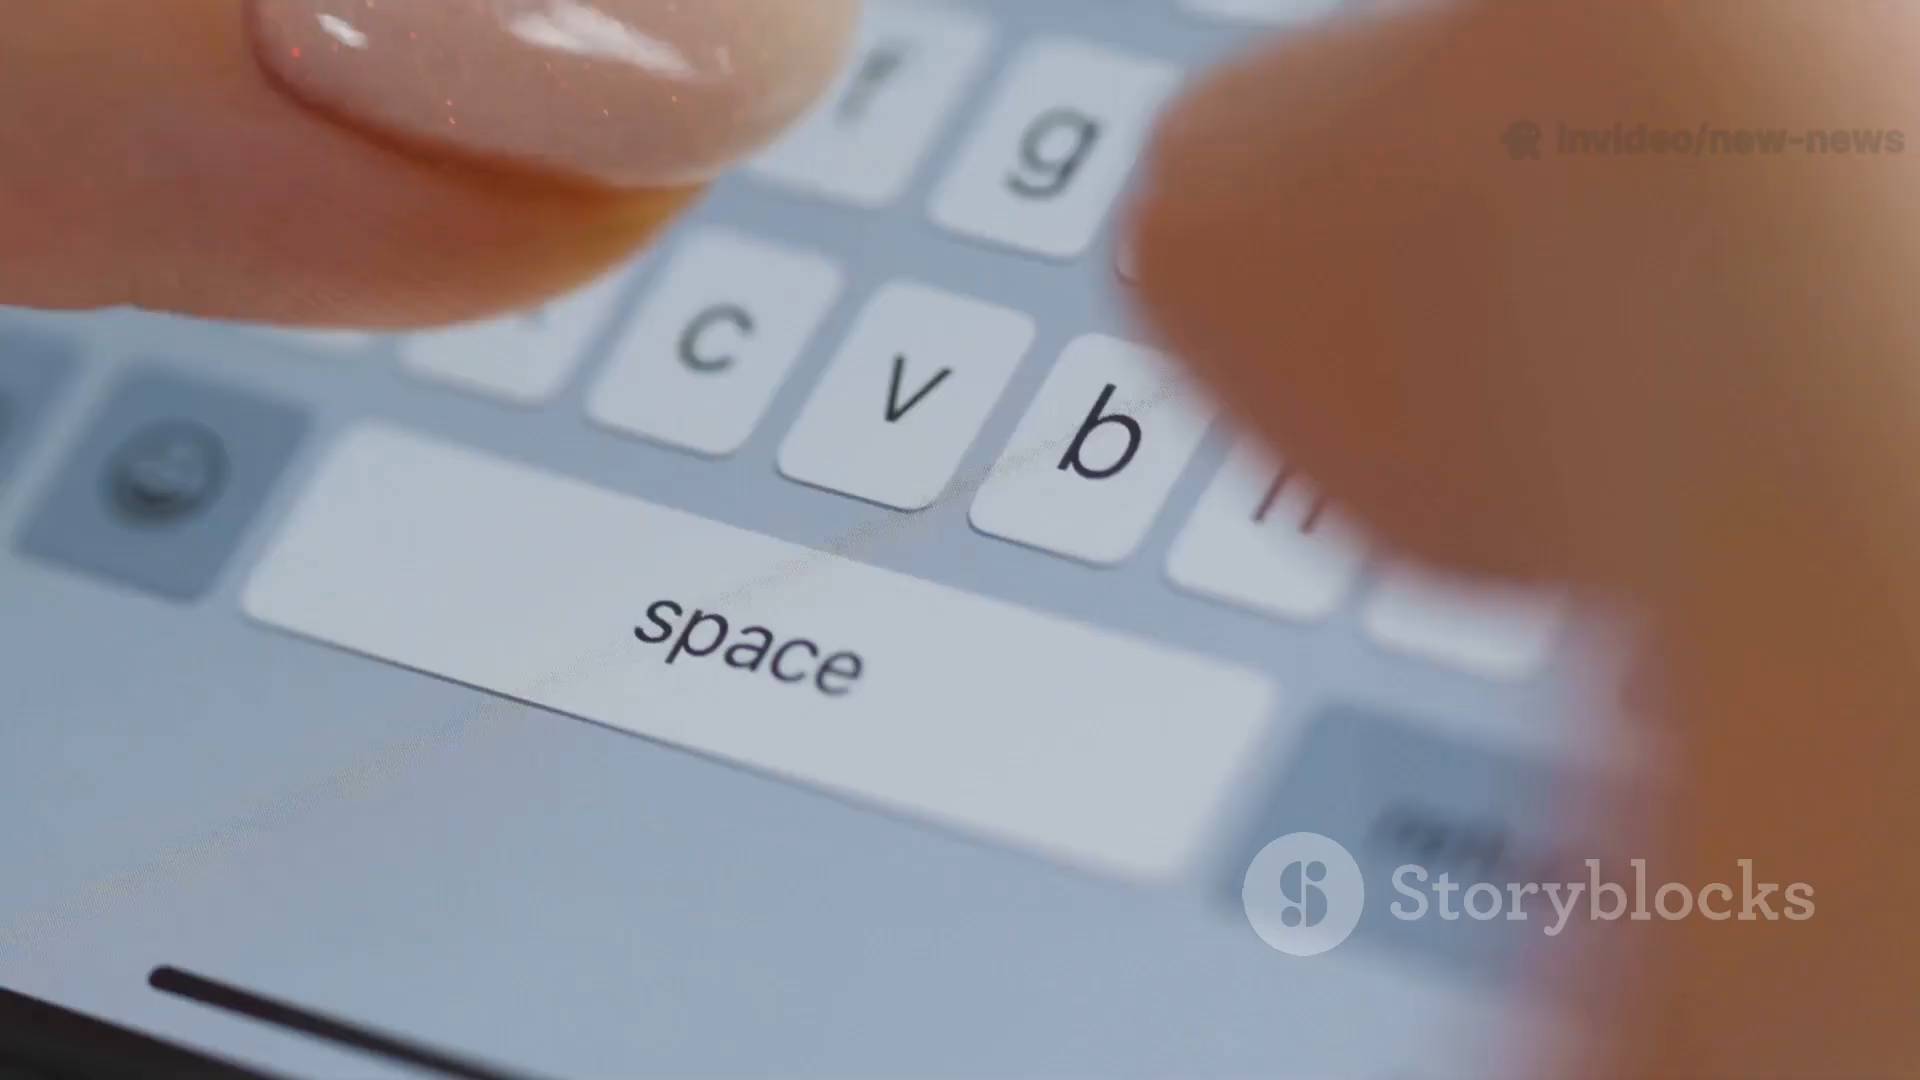 f g
invideo/new-news
c v b n
space
Storyblocks